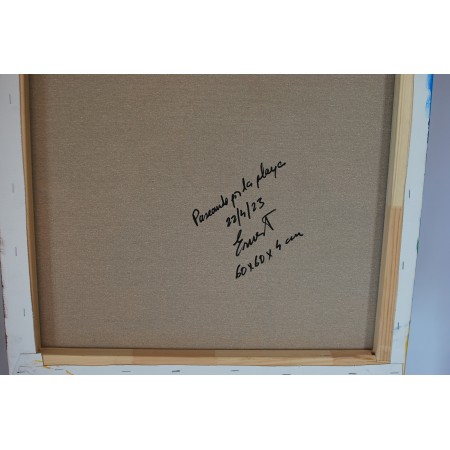 Paseando por la playa
22/4/23
60x60x4 cm